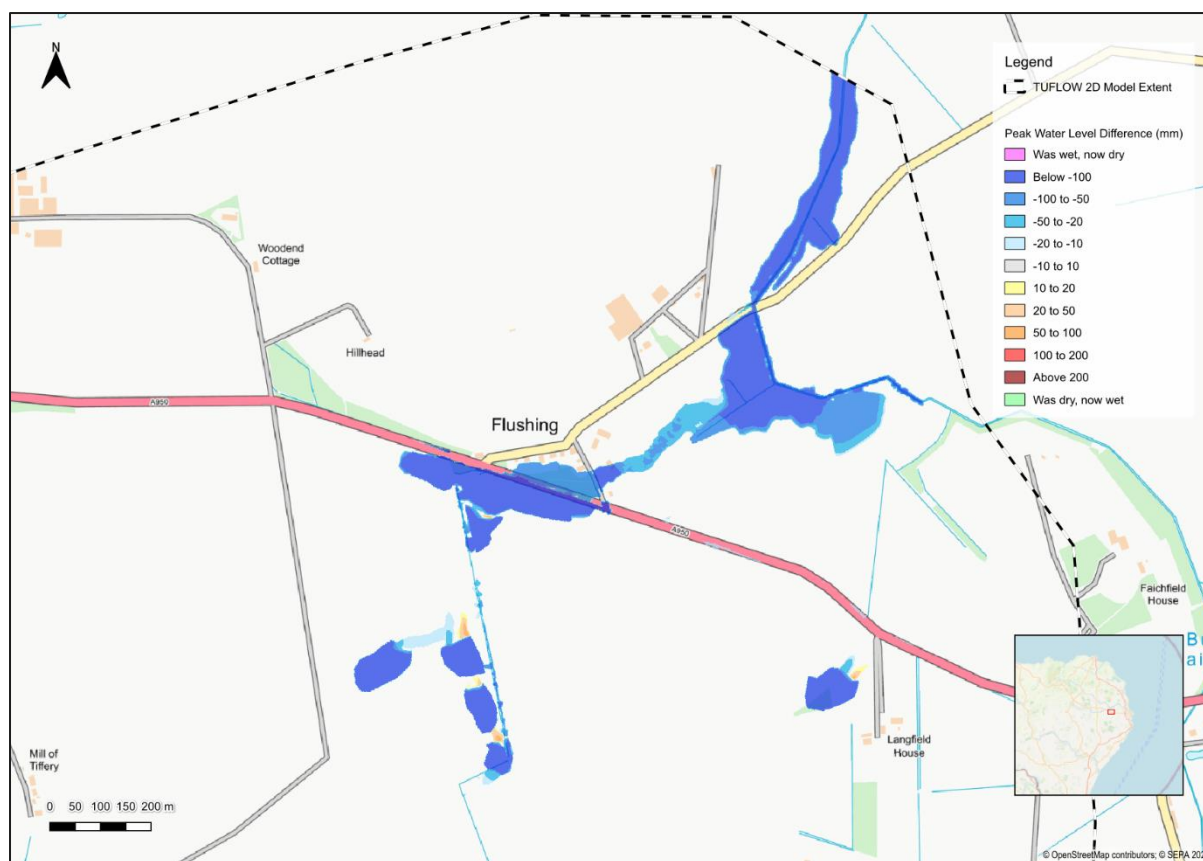 N
Legend
TUFLOW 2D Model Extent
Peak Water Level Difference (mm)
Was wet, now dry
Below -100
-100 to -50
-50 to -20
-20 to -10
-10 to 10
10 to 20
20 to 50
50 to 100
100 to 200
Above 200
Was dry, now wet
Woodend
Cottage
Hillhead
A950
Flushing
A950
Faichfield
House
Bu
ai
Langfield
House
Mill of
Tiffery
0 50 100 150 200 m
© OpenStreetMap contributors; © SEPA 202